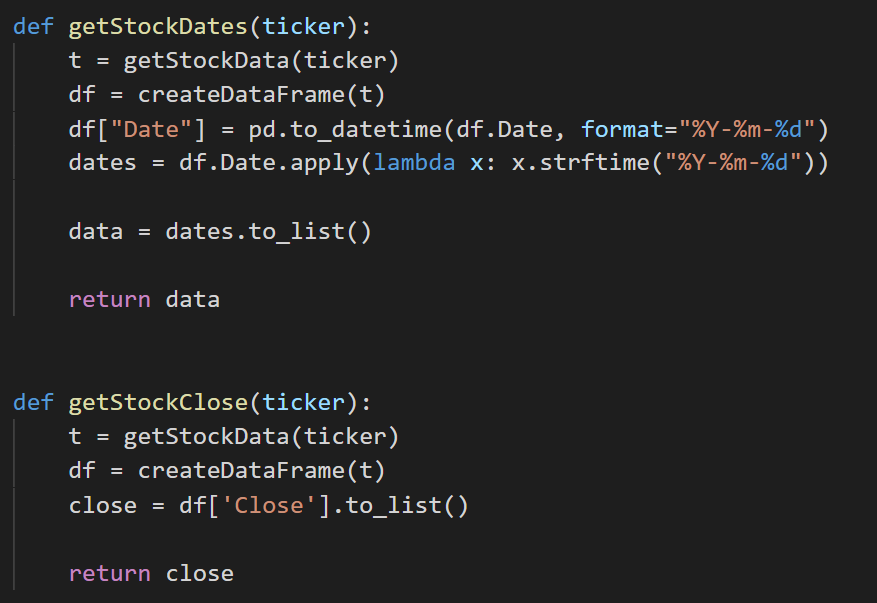 def getStockDates(ticker):
    t = getStockData(ticker)
    df = createDataFrame(t)
    df["Date"] = pd.to_datetime(df.Date, format="%Y-%m-%d")
    dates = df.Date.apply(lambda x: x.strftime("%Y-%m-%d"))
    data = dates.to_list()
    return data
def getStockClose(ticker):
    t = getStockData(ticker)
    df = createDataFrame(t)
    close = df['Close'].to_list()
    return close